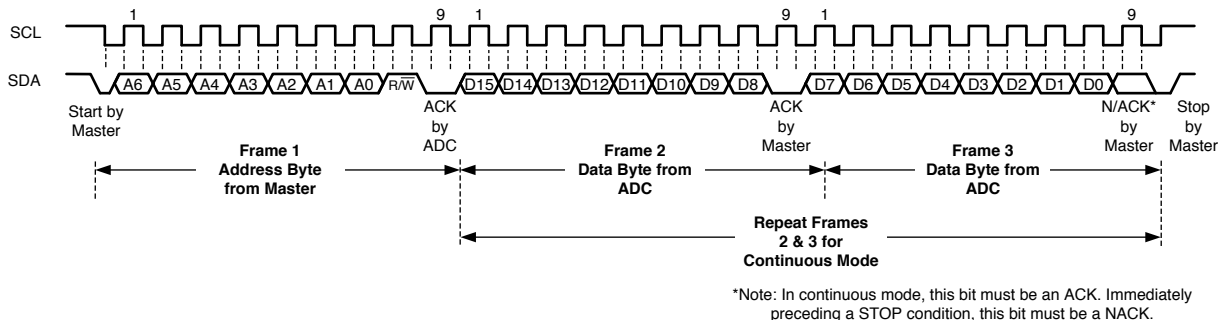 1 9 1 9 1 9
SCL
SDA A6 A5 A4 A3 A2 A1 A0 R/W̅ D15 D14 D13 D12 D11 D10 D9 D8 D7 D6 D5 D4 D3 D2 D1 D0
Start by
Master
ACK
by
ADC
ACK
by
Master
N/ACK*
by
Master
Stop
by
Master
Frame 1
Address Byte
from Master
Frame 2
Data Byte from
ADC
Frame 3
Data Byte from
ADC
Repeat Frames
2 & 3 for
Continuous Mode
*Note: In continuous mode, this bit must be an ACK. Immediately
preceding a STOP condition, this bit must be a NACK.